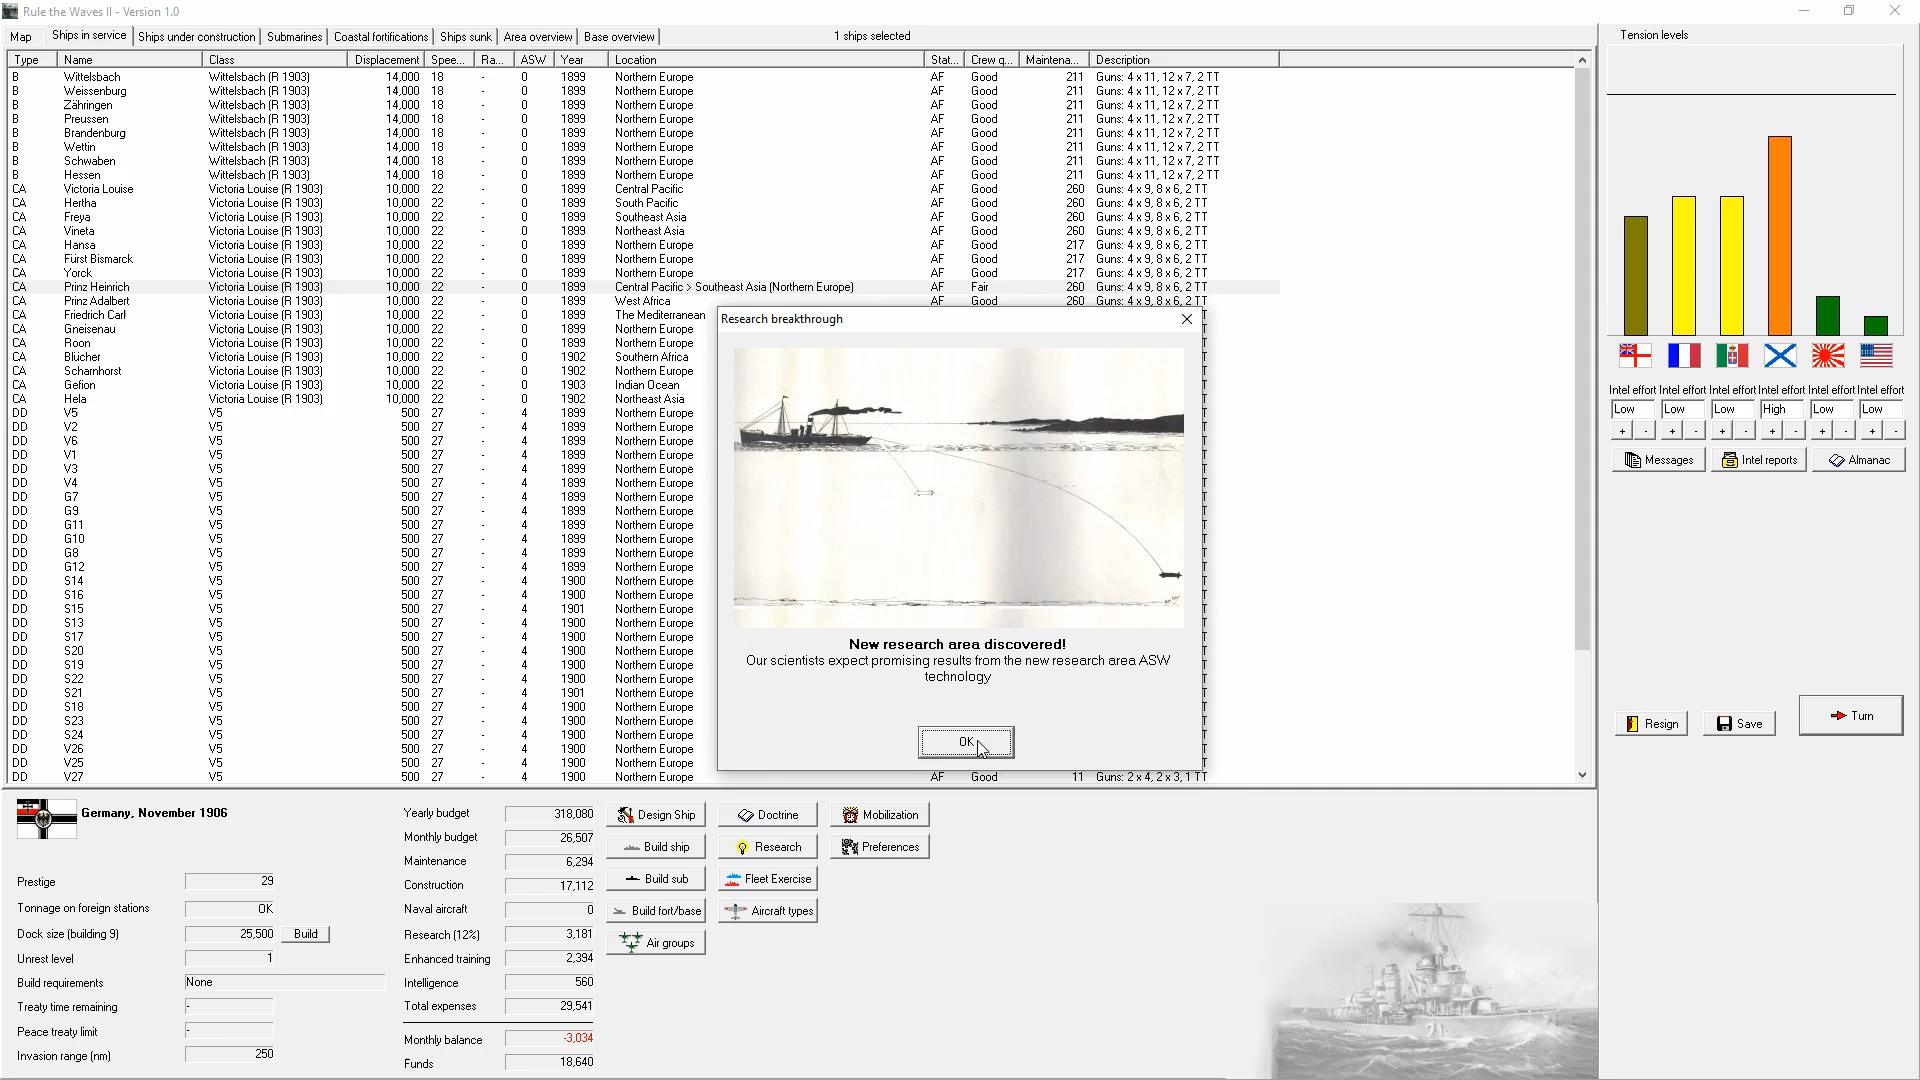 Rule the Waves II - Version 1.0
Map Ships in service Ships under construction Submarines Coastal fortifications Ships sunk Area overview Base overview 1 ships selected
Type Name Class Displacement Spee... Ra... ASW Year Location Stat... Crew q... Maintena... Description
B Wittelsbach Wittelsbach (R 1903) 14,000 18 - 0 1899 Northern Europe AF Good 211 Guns: 4 x 11, 12 x 7, 2 TT
B Weissenburg Wittelsbach (R 1903) 14,000 18 - 0 1899 Northern Europe AF Good 211 Guns: 4 x 11, 12 x 7, 2 TT
B Zähringen Wittelsbach (R 1903) 14,000 18 - 0 1899 Northern Europe AF Good 211 Guns: 4 x 11, 12 x 7, 2 TT
B Preussen Wittelsbach (R 1903) 14,000 18 - 0 1899 Northern Europe AF Good 211 Guns: 4 x 11, 12 x 7, 2 TT
B Brandenburg Wittelsbach (R 1903) 14,000 18 - 0 1899 Northern Europe AF Good 211 Guns: 4 x 11, 12 x 7, 2 TT
B Wettin Wittelsbach (R 1903) 14,000 18 - 0 1899 Northern Europe AF Good 211 Guns: 4 x 11, 12 x 7, 2 TT
B Schwaben Wittelsbach (R 1903) 14,000 18 - 0 1899 Northern Europe AF Good 211 Guns: 4 x 11, 12 x 7, 2 TT
B Hessen Wittelsbach (R 1903) 14,000 18 - 0 1899 Northern Europe AF Good 211 Guns: 4 x 11, 12 x 7, 2 TT
CA Victoria Louise Victoria Louise (R 1903) 10,000 22 - 0 1899 Central Pacific AF Good 260 Guns: 4 x 9, 8 x 6, 2 TT
CA Hertha Victoria Louise (R 1903) 10,000 22 - 0 1899 South Pacific AF Good 260 Guns: 4 x 9, 8 x 6, 2 TT
CA Freya Victoria Louise (R 1903) 10,000 22 - 0 1899 Southeast Asia AF Good 260 Guns: 4 x 9, 8 x 6, 2 TT
CA Vineta Victoria Louise (R 1903) 10,000 22 - 0 1899 Northeast Asia AF Good 260 Guns: 4 x 9, 8 x 6, 2 TT
CA Hansa Victoria Louise (R 1903) 10,000 22 - 0 1899 Northern Europe AF Good 217 Guns: 4 x 9, 8 x 6, 2 TT
CA Fürst Bismarck Victoria Louise (R 1903) 10,000 22 - 0 1899 Northern Europe AF Good 217 Guns: 4 x 9, 8 x 6, 2 TT
CA Yorck Victoria Louise (R 1903) 10,000 22 - 0 1899 Northern Europe AF Good 217 Guns: 4 x 9, 8 x 6, 2 TT
CA Prinz Heinrich Victoria Louise (R 1903) 10,000 22 - 0 1899 Central Pacific > Southeast Asia (Northern Europe) AF Fair 260 Guns: 4 x 9, 8 x 6, 2 TT
CA Prinz Adalbert Victoria Louise (R 1903) 10,000 22 - 0 1899 West Africa AF Good 260 Guns: 4 x 9, 8 x 6, 2 TT
CA Friedrich Carl Victoria Louise (R 1903) 10,000 22 - 0 1899 The Mediterranean T
CA Gneisenau Victoria Louise (R 1903) 10,000 22 - 0 1899 Northern Europe T
CA Roon Victoria Louise (R 1903) 10,000 22 - 0 1899 Northern Europe T
CA Blücher Victoria Louise (R 1903) 10,000 22 - 0 1902 Southern Africa T
CA Scharnhorst Victoria Louise (R 1903) 10,000 22 - 0 1902 Northern Europe T
CA Gefion Victoria Louise (R 1903) 10,000 22 - 0 1903 Indian Ocean T
CA Hela Victoria Louise (R 1903) 10,000 22 - 0 1902 Northeast Asia T
DD V5 V5 500 27 - 4 1899 Northern Europe T
DD V2 V5 500 27 - 4 1899 Northern Europe T
DD V6 V5 500 27 - 4 1899 Northern Europe T
DD V1 V5 500 27 - 4 1899 Northern Europe T
DD V3 V5 500 27 - 4 1899 Northern Europe T
DD V4 V5 500 27 - 4 1899 Northern Europe T
DD G7 V5 500 27 - 4 1899 Northern Europe T
DD G9 V5 500 27 - 4 1899 Northern Europe T
DD G11 V5 500 27 - 4 1899 Northern Europe T
DD G10 V5 500 27 - 4 1899 Northern Europe T
DD G8 V5 500 27 - 4 1899 Northern Europe T
DD G12 V5 500 27 - 4 1899 Northern Europe T
DD S14 V5 500 27 - 4 1900 Northern Europe T
DD S16 V5 500 27 - 4 1900 Northern Europe T
DD S15 V5 500 27 - 4 1901 Northern Europe T
DD S13 V5 500 27 - 4 1900 Northern Europe T
DD S17 V5 500 27 - 4 1900 Northern Europe T
DD S20 V5 500 27 - 4 1900 Northern Europe T
DD S19 V5 500 27 - 4 1900 Northern Europe T
DD S22 V5 500 27 - 4 1900 Northern Europe T
DD S21 V5 500 27 - 4 1901 Northern Europe T
DD S18 V5 500 27 - 4 1900 Northern Europe T
DD S23 V5 500 27 - 4 1900 Northern Europe T
DD S24 V5 500 27 - 4 1900 Northern Europe T
DD V26 V5 500 27 - 4 1900 Northern Europe T
DD V25 V5 500 27 - 4 1900 Northern Europe T
DD V27 V5 500 27 - 4 1900 Northern Europe AF Good 11 Guns: 2 x 4, 2 x 3, 1 TT
Research breakthrough
New research area discovered!
Our scientists expect promising results from the new research area ASW
technology
OK
Tension levels
Intel effort Intel effort Intel effort Intel effort Intel effort Intel effort
Low Low Low High Low Low
+ - + - + - + - + - + -
Messages Intel reports Almanac
Resign Save Turn
Germany, November 1906
Prestige 29
Tonnage on foreign stations OK
Dock size (building 9) 25,500 Build
Unrest level 1
Build requirements None
Treaty time remaining -
Peace treaty limit -
Invasion range (nm) 250
Yearly budget 318,080
Monthly budget 26,507
Maintenance 6,294
Construction 17,112
Naval aircraft 0
Research (12%) 3,181
Enhanced training 2,394
Intelligence 560
Total expenses 29,541
Monthly balance -3,034
Funds 18,640
Design Ship Doctrine Mobilization
Build ship Research Preferences
Build sub Fleet Exercise
Build fort/base Aircraft types
Air groups